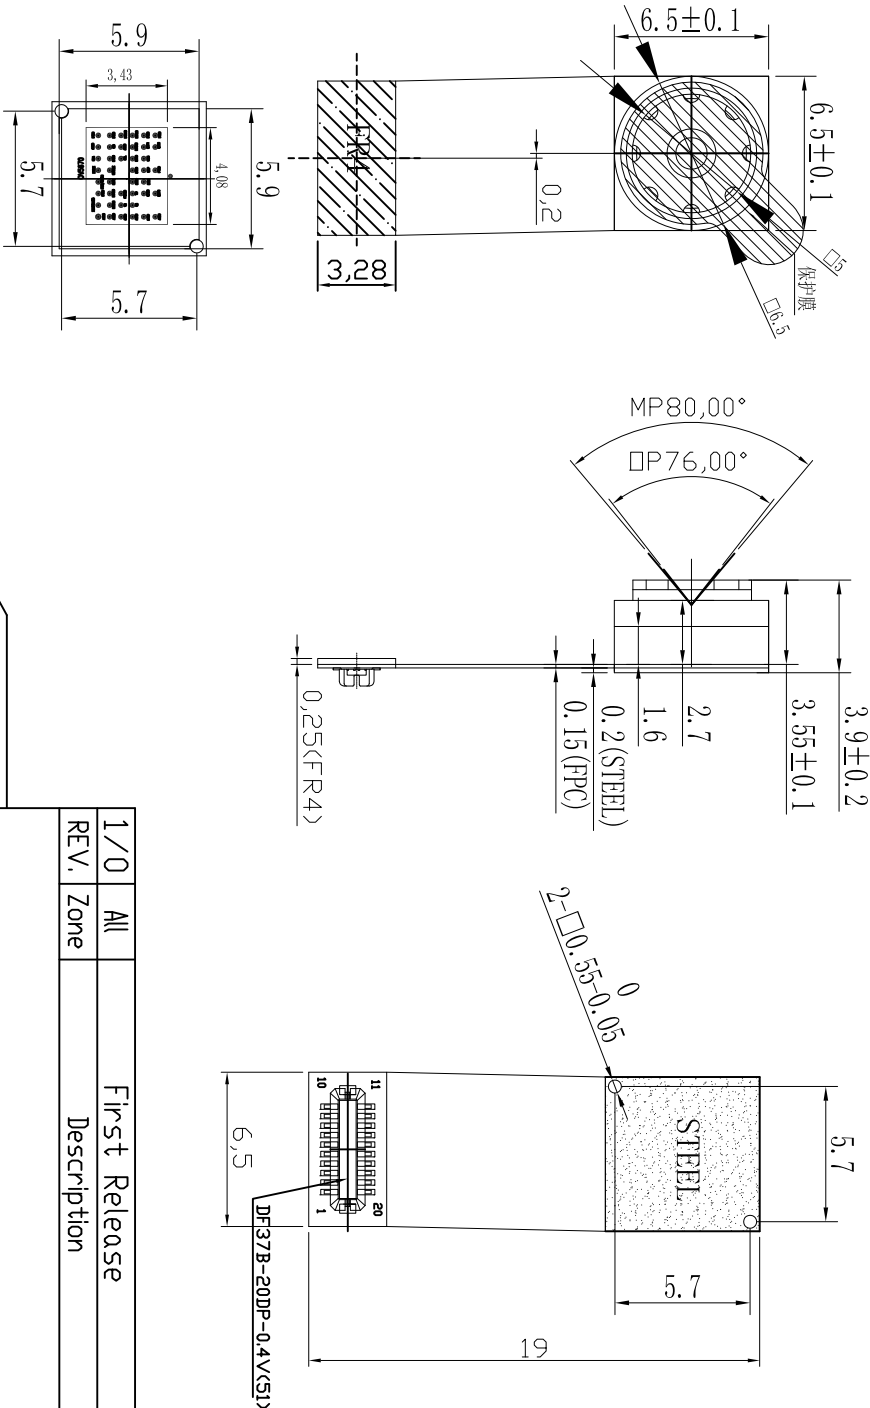 5.9
3,43
4,08
5.9
5.7
5.7
6.5±0.1
6.5±0.1
FR4
0,2
3,28
□5
保护膜
□6.5
MP80,00°
□P76,00°
3.9±0.2
3.55±0.1
2.7
1.6
0.2(STEEL)
0.15(FPC)
0,25(FR4)
2-□0.55-0.05
0
5.7
STEEL
5.7
11
10
20
1
6,5
19
DF37B-20DP-0.4V(51)
1/0 All First Release
REV. Zone Description